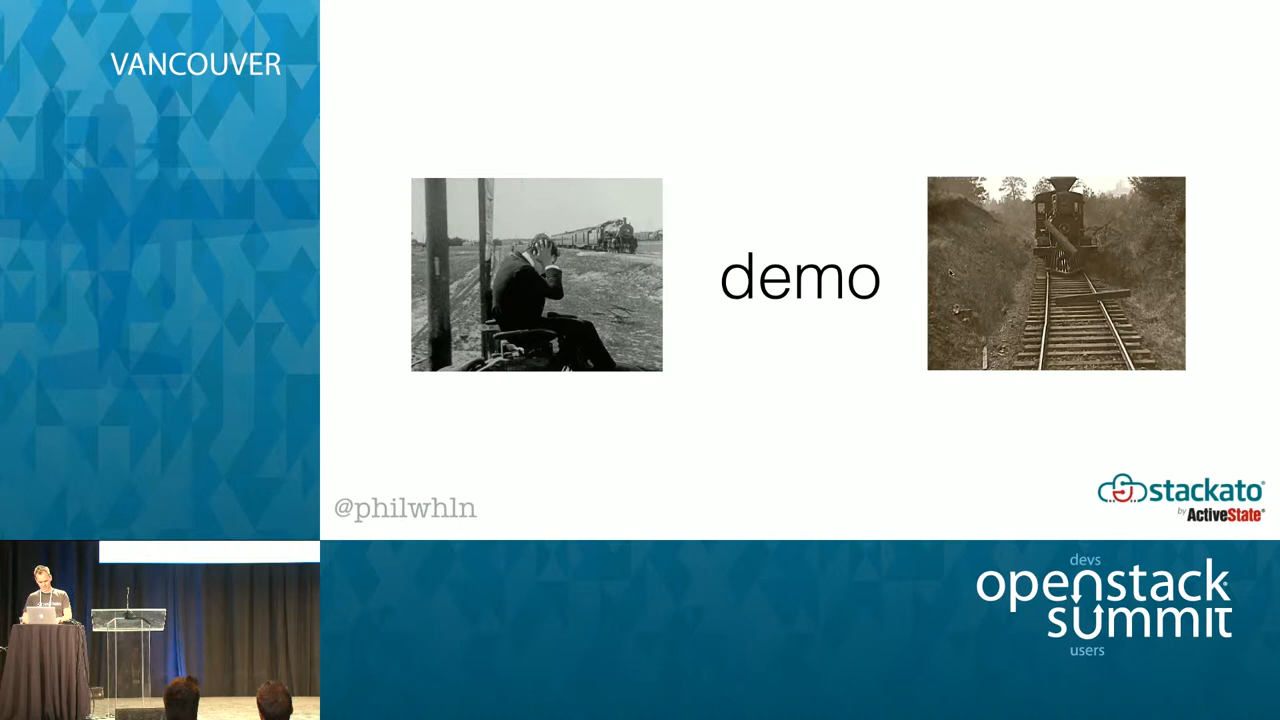 VANCOUVER
demo
@philwhln
stackato
by ActiveState
devs
openstack
summit
users